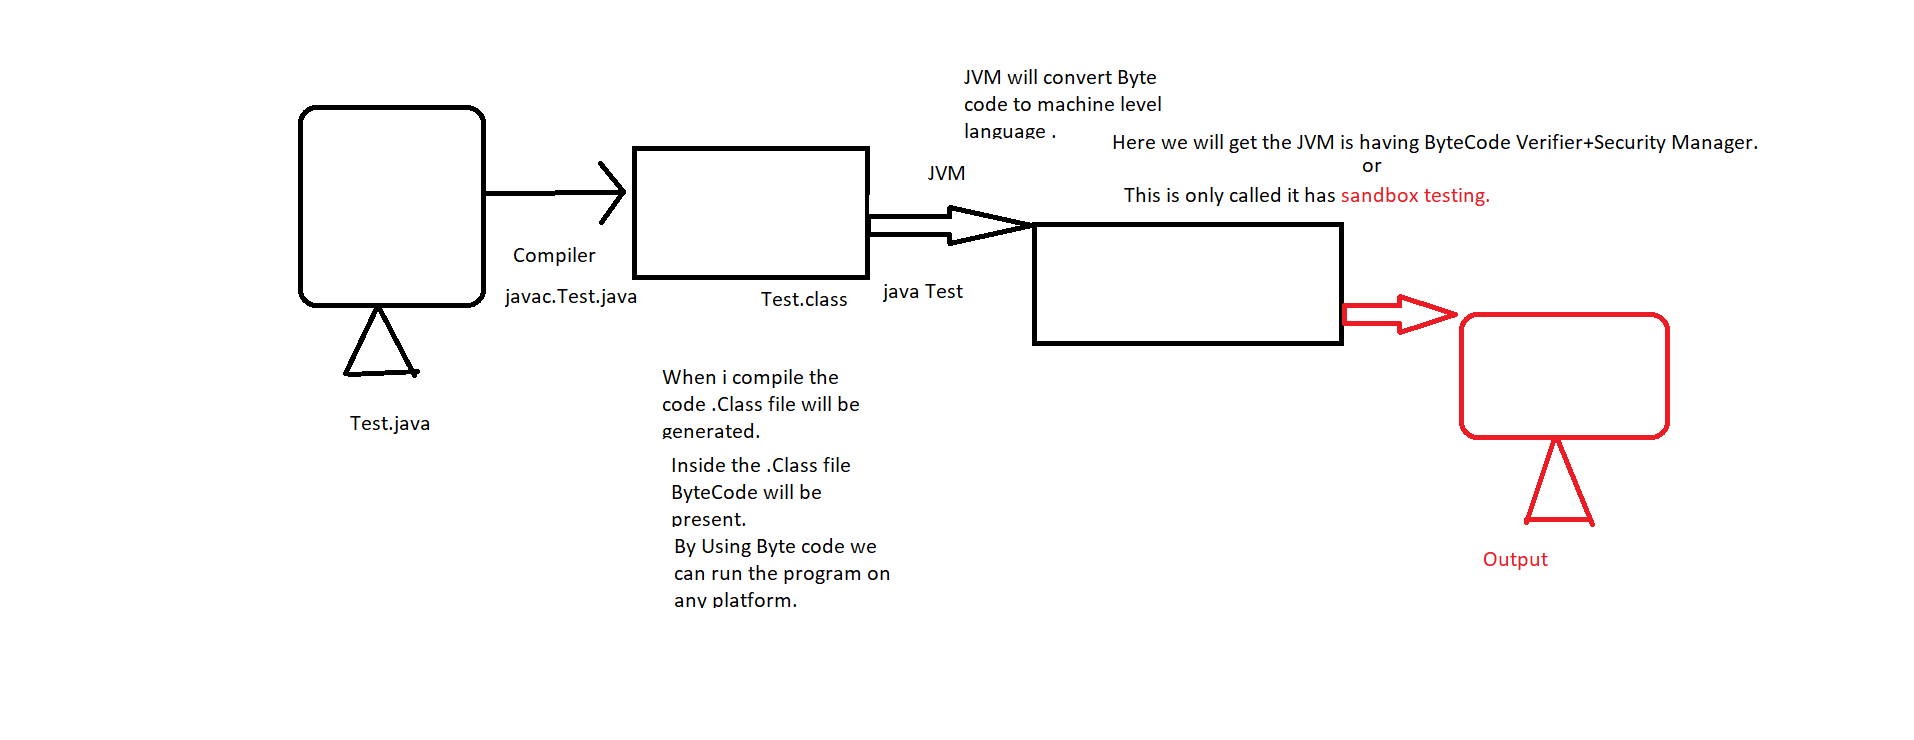 JVM will convert Byte
code to machine level
language .
Here we will get the JVM is having ByteCode Verifier+Security Manager.
or
This is only called it has sandbox testing.
JVM
Compiler
javac.Test.java
Test.class
java Test
Test.java
When i compile the
code .Class file will be
generated.
Inside the .Class file
ByteCode will be
present.
By Using Byte code we
can run the program on
any platform.
Output